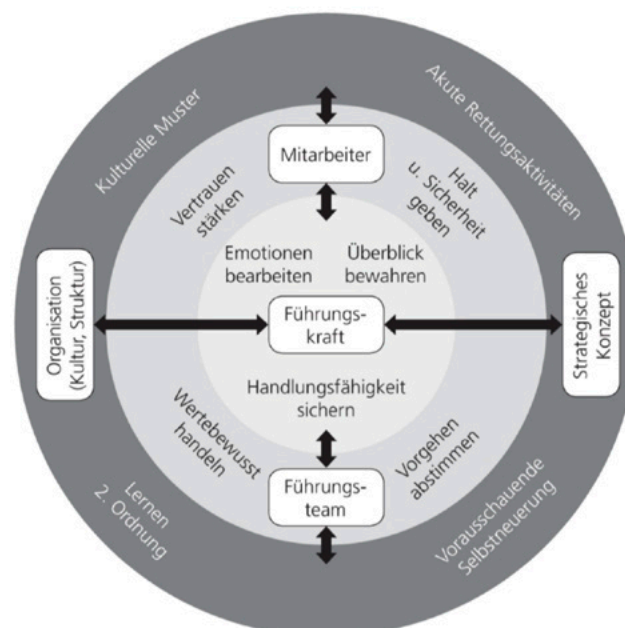 Kulturelle Muster
Akute Rettungsaktivitäten
Mitarbeiter
Vertrauen
stärken
Halt
u. Sicherheit
geben
Emotionen
bearbeiten
Überblick
bewahren
Organisation
(Kultur, Struktur)
Führungs-
kraft
Strategisches
Konzept
Handlungsfähigkeit
sichern
Wertebewusst
handeln
Vorgehen
abstimmen
Führungs-
team
Lernen
2. Ordnung
Vorausschauende
Selbstneuerung